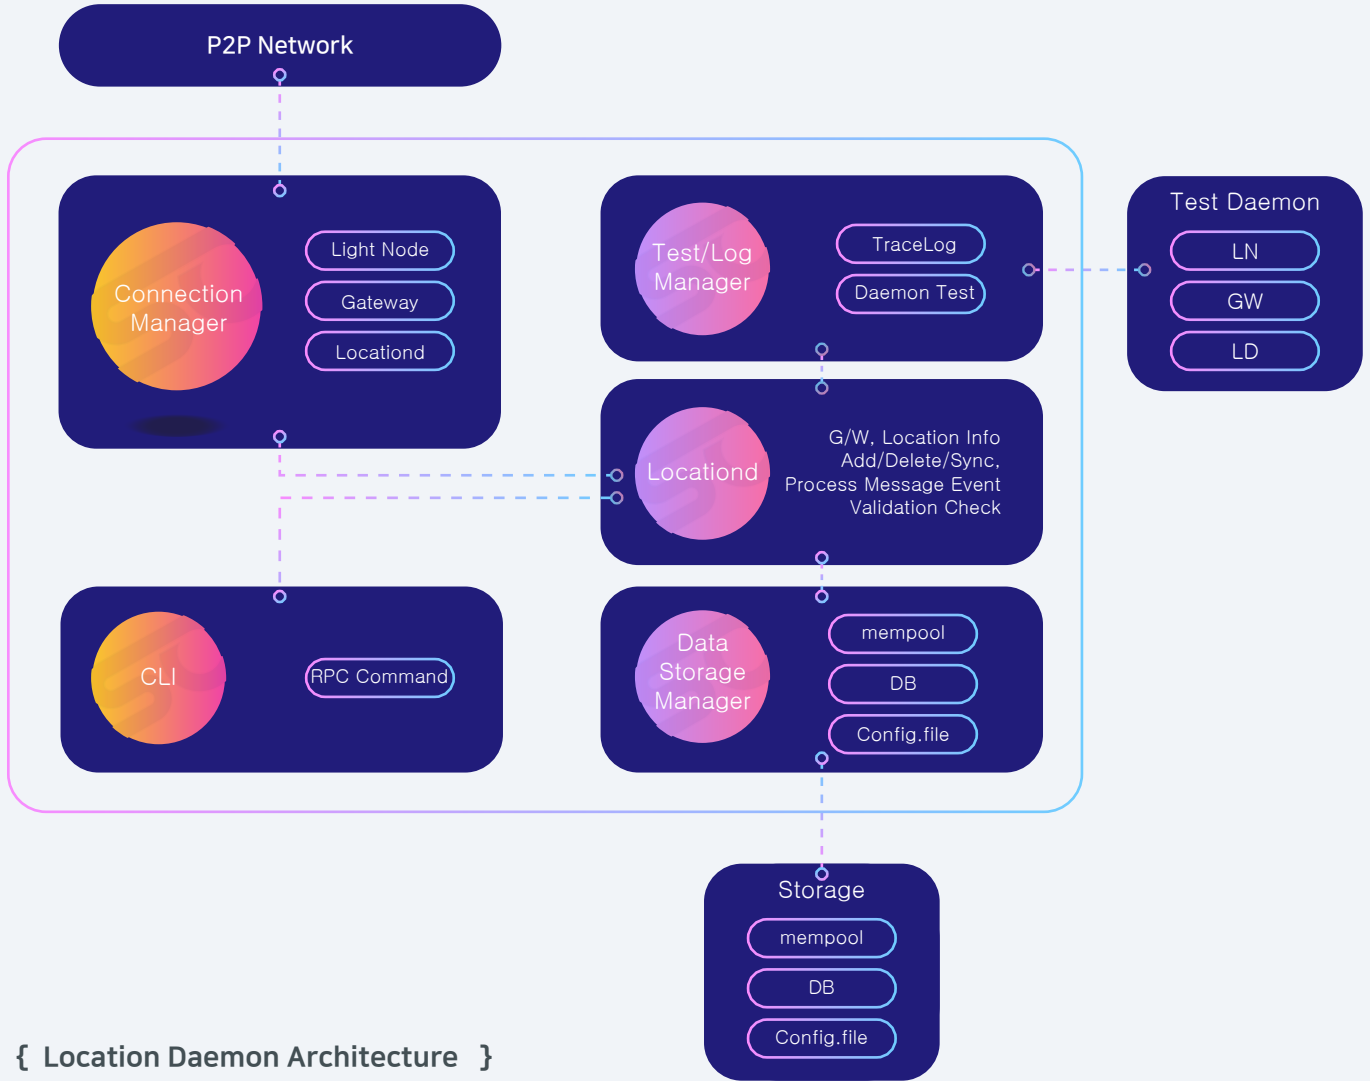 P2P Network
Connection
Manager
Light Node
Gateway
Locationd
Test/Log
Manager
TraceLog
Daemon Test
Test Daemon
LN
GW
LD
Locationd
G/W, Location Info
Add/Delete/Sync,
Process Message Event
Validation Check
CLI
RPC Command
Data
Storage
Manager
mempool
DB
Config.file
Storage
mempool
DB
Config.file
{ Location Daemon Architecture }